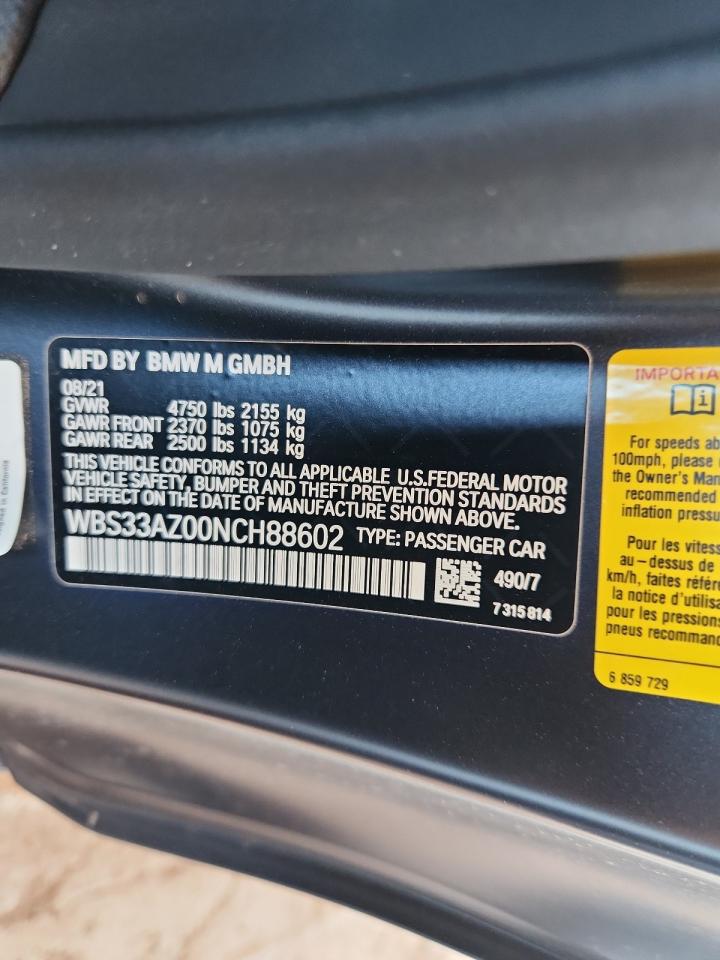 MFD BY BMW M GMBH
08/21
GVWR 4750 lbs 2155 kg
GAWR FRONT 2370 lbs 1075 kg
GAWR REAR 2500 lbs 1134 kg
THIS VEHICLE CONFORMS TO ALL APPLICABLE U.S.FEDERAL MOTOR
VEHICLE SAFETY, BUMPER AND THEFT PREVENTION STANDARDS
IN EFFECT ON THE DATE OF MANUFACTURE SHOWN ABOVE.
WBS33AZ00NCH88602 TYPE: PASSENGER CAR
490/7
7315814
IMPORTA
i
For speeds ab
100mph, please
the Owner's Man
recommended
inflation pressu
Pour les vitess
au-dessus de
km/h, faites référe
la notice d'utilisa
pour les pressions
pneus recommand
6 859 729
in California